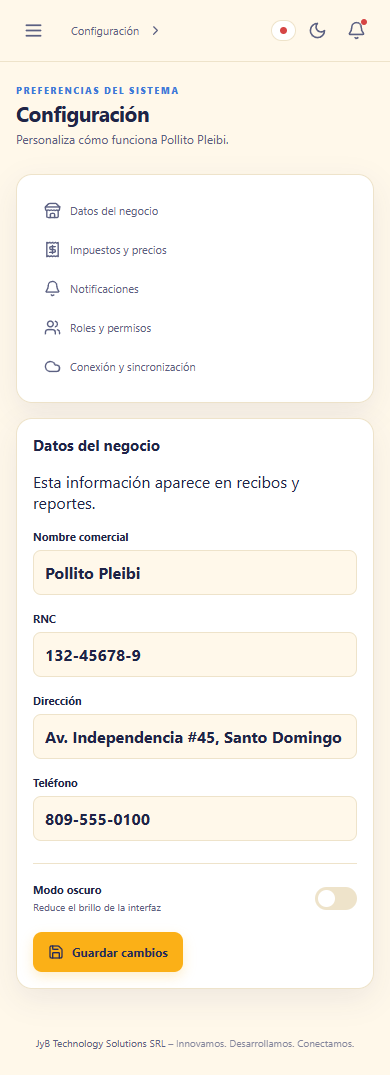 Configuración
PREFERENCIAS DEL SISTEMA
Configuración
Personaliza cómo funciona Pollito Pleibi.
Datos del negocio
Impuestos y precios
Notificaciones
Roles y permisos
Conexión y sincronización
Datos del negocio
Esta información aparece en recibos y
reportes.
Nombre comercial
Pollito Pleibi
RNC
132-45678-9
Dirección
Av. Independencia #45, Santo Domingo
Teléfono
809-555-0100
Modo oscuro
Reduce el brillo de la interfaz
Guardar cambios
JyB Technology Solutions SRL – Innovamos. Desarrollamos. Conectamos.